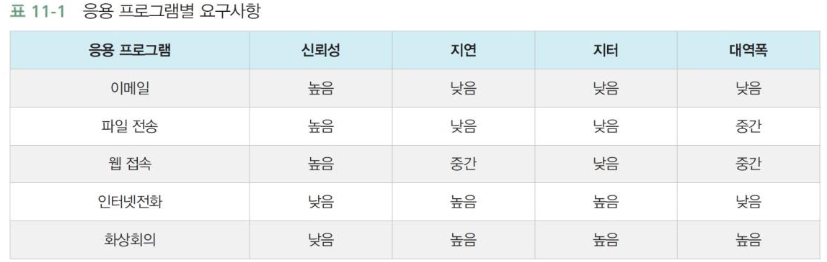 표 11-1 응용 프로그램별 요구사항
응용 프로그램 신뢰성 지연 지터 대역폭
이메일 높음 낮음 낮음 낮음
파일 전송 높음 낮음 낮음 중간
웹 접속 높음 중간 낮음 중간
인터넷전화 낮음 높음 높음 낮음
화상회의 낮음 높음 높음 높음